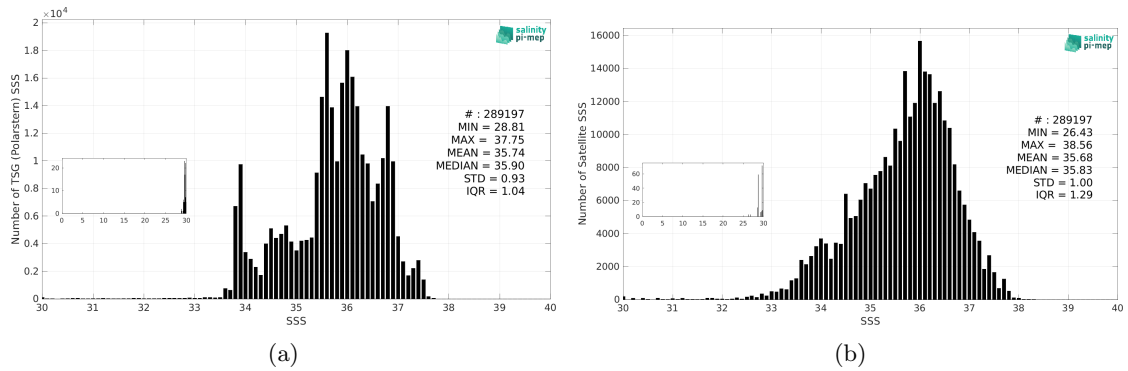 ×10^4
2
1.8
1.6
1.4
1.2
1
0.8
0.6
0.4
0.2
0
Number of TSG (Polarstern) SSS
salinity
pi-mep
# : 289197
MIN = 28.81
MAX = 37.75
MEAN = 35.74
MEDIAN = 35.90
STD = 0.93
IQR = 1.04
20
10
0
0 5 10 15 20 25 30
30 31 32 33 34 35 36 37 38 39 40
SSS
(a)
16000
14000
12000
10000
8000
6000
4000
2000
0
Number of Satellite SSS
salinity
pi-mep
# : 289197
MIN = 26.43
MAX = 38.56
MEAN = 35.68
MEDIAN = 35.83
STD = 1.00
IQR = 1.29
60
40
20
0
0 5 10 15 20 25 30
30 31 32 33 34 35 36 37 38 39 40
SSS
(b)